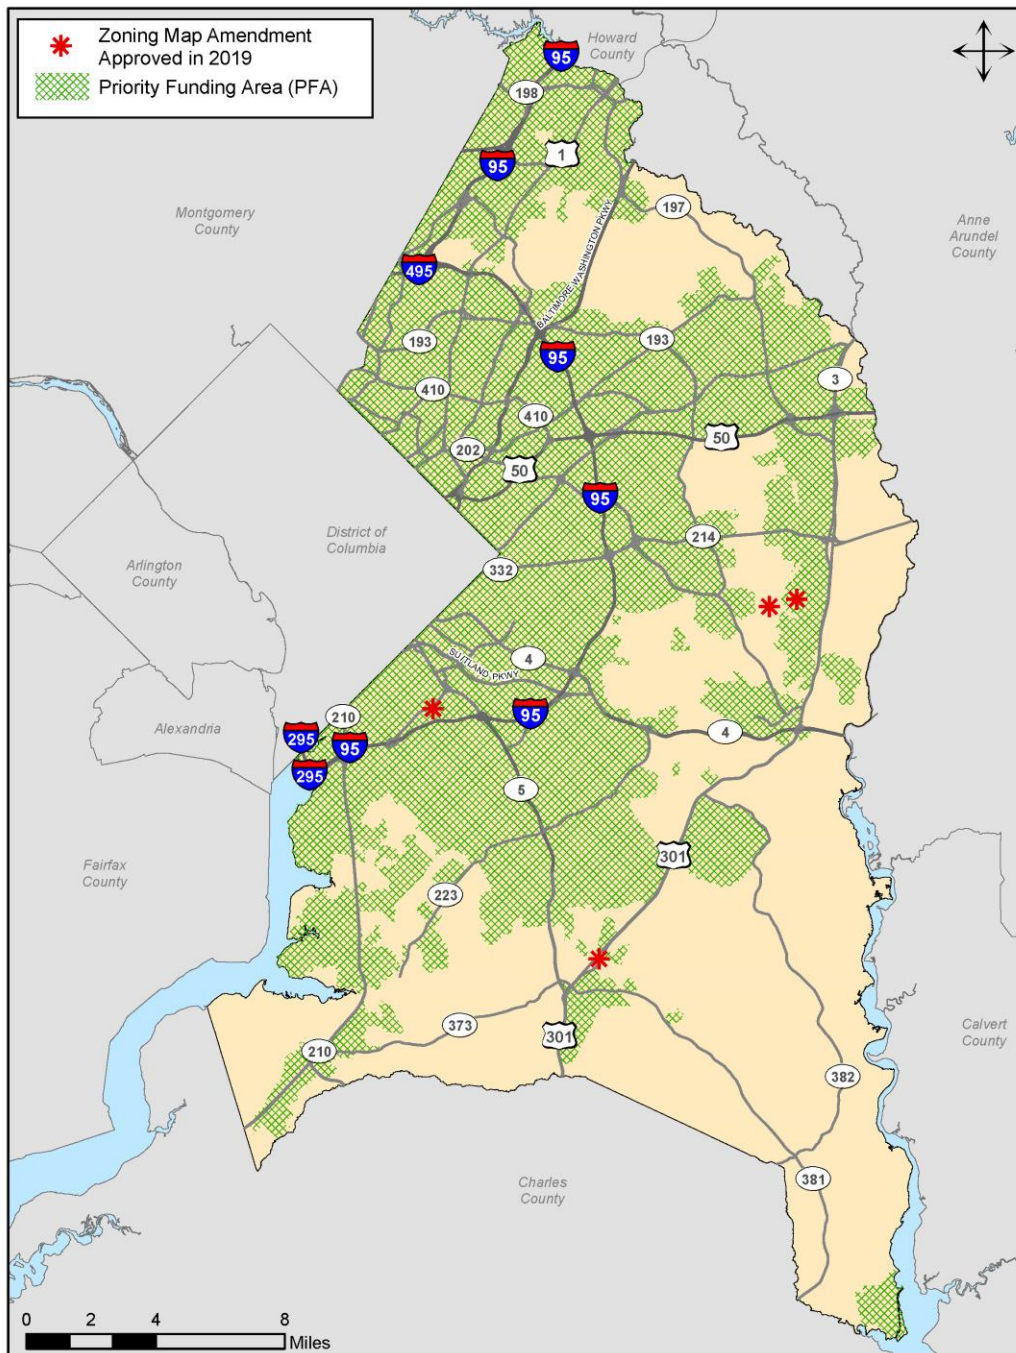 Zoning Map Amendment
Approved in 2019
Priority Funding Area (PFA)
Howard
County
95
198
1
95
197
Montgomery
County
Anne
Arundel
County
495
BALTIMORE-WASHINGTON PKWY
193
95
193
3
410
410
202
50
50
95
District of
Columbia
214
332
Arlington
County
SUITLAND PKWY
4
210
95
4
Alexandria
295
95
295
5
301
Fairfax
County
223
373
301
210
Calvert
County
382
381
Charles
County
0 2 4 8
Miles